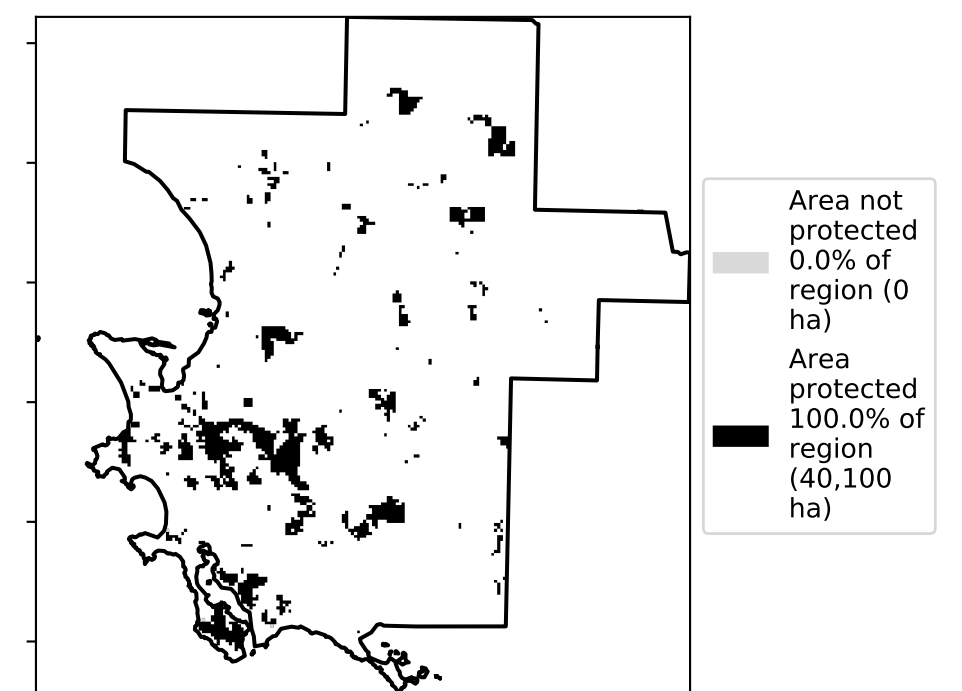 Area not
protected
0.0% of
region (0
ha)
Area
protected
100.0% of
region
(40,100
ha)